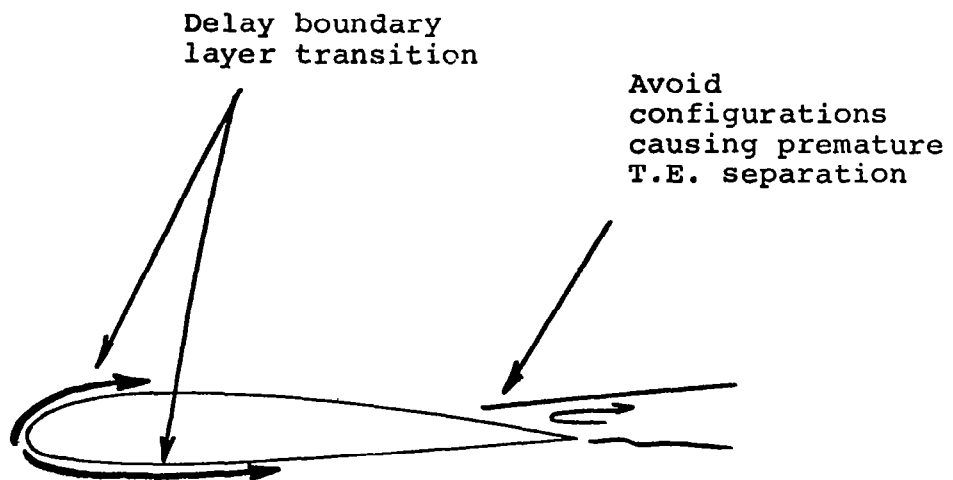 Delay boundary
layer transition
Avoid
configurations
causing premature
T.E. separation